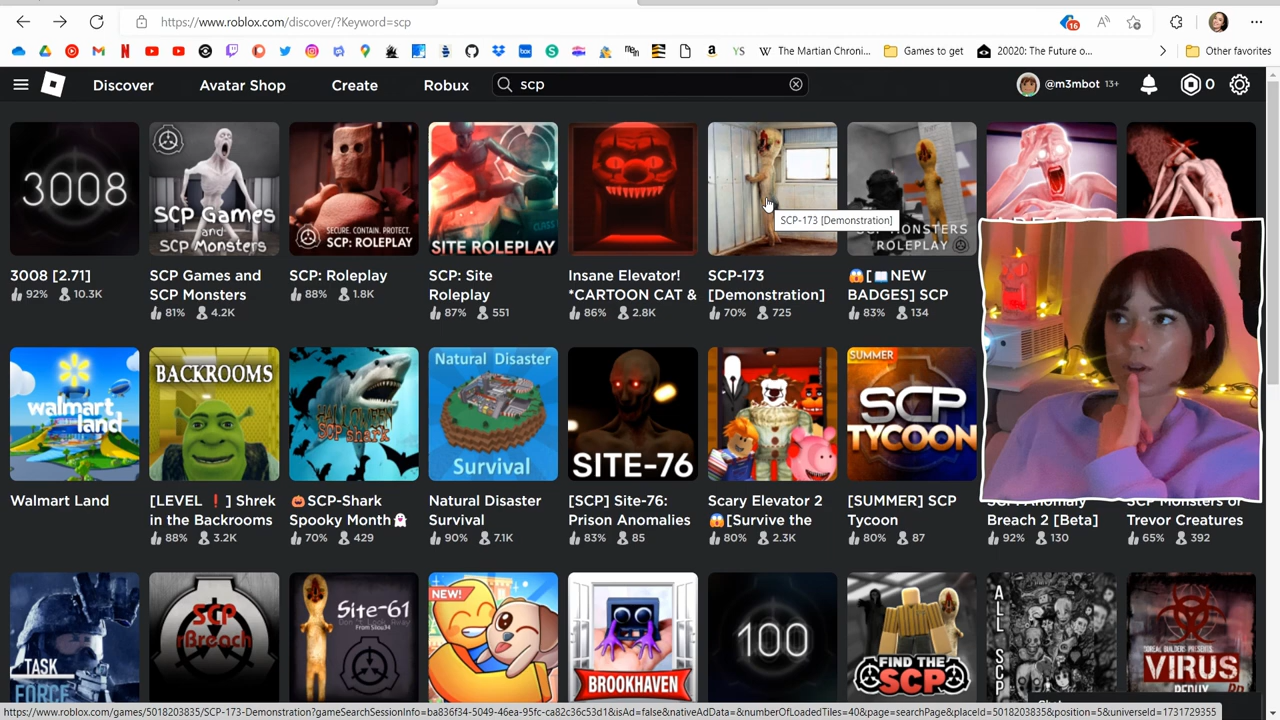 https://www.roblox.com/discover/?Keyword=scp
16
YS
The Martian Chroni...
Games to get
20020: The Future o...
Other favorites
Discover
Avatar Shop
Create
Robux
scp
@m3mbot 13+
0
3008
SCP Games
and
SCP Monsters
SECURE. CONTAIN. PROTECT.
SCP: ROLEPLAY
SITE ROLEPLAY
SCP-173 [Demonstration]
SCP MONSTERS
ROLEPLAY
3008 [2.71]
92% 10.3K
SCP Games and
SCP Monsters
81% 4.2K
SCP: Roleplay
88% 1.8K
SCP: Site
Roleplay
87% 551
Insane Elevator!
*CARTOON CAT &
86% 2.8K
SCP-173
[Demonstration]
70% 725
😱[📖NEW
BADGES] SCP
83% 134
Walmart
land
BACKROOMS
HALLOWEEN
SCP shark
Natural Disaster
Survival
SITE-76
SUMMER
SCP
TYCOON
Walmart Land
[LEVEL ❗] Shrek
in the Backrooms
88% 3.2K
🎃SCP-Shark
Spooky Month👻
70% 429
Natural Disaster
Survival
90% 7.1K
[SCP] Site-76:
Prison Anomalies
83% 85
Scary Elevator 2
😱[Survive the
80% 2.3K
[SUMMER] SCP
Tycoon
80% 87
SCP Anomaly
Breach 2 [Beta]
92% 130
SCP Monsters or
Trevor Creatures
65% 392
TASK
FORCE
SCP
rBreach
Site-61
Don't Look Away
NEW!
BROOKHAVEN
100
FIND THE
SCP
ALL SCP
VIRUS
https://www.roblox.com/games/5018203835/SCP-173-Demonstration?gameSearchSessionInfo=ba836f34-5049-46ea-95fc-ca82c36c53d1&isAd=false&nativeAdData=&numberOfLoadedTiles=40&page=searchPage&placeId=5018203835&position=5&universeId=1731729355